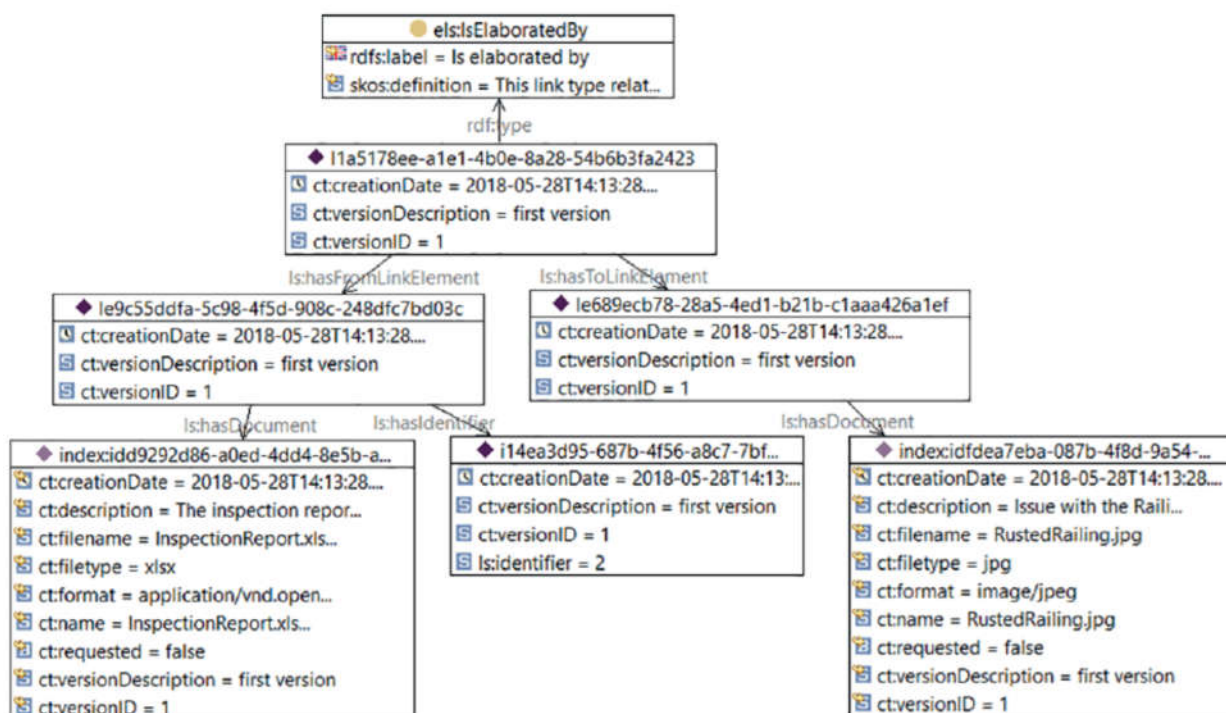 els:IsElaboratedBy
rdfs:label = Is elaborated by
skos:definition = This link type relat...
rdf:type
l1a5178ee-a1e1-4b0e-8a28-54b6b3fa2423
ct:creationDate = 2018-05-28T14:13:28....
ct:versionDescription = first version
ct:versionID = 1
ls:hasFromLinkElement
ls:hasToLinkElement
le9c55ddfa-5c98-4f5d-908c-248dfc7bd03c
ct:creationDate = 2018-05-28T14:13:28....
ct:versionDescription = first version
ct:versionID = 1
le689ecb78-28a5-4ed1-b21b-c1aaa426a1ef
ct:creationDate = 2018-05-28T14:13:28....
ct:versionDescription = first version
ct:versionID = 1
ls:hasDocument
ls:hasIdentifier
ls:hasDocument
index:idd9292d86-a0ed-4dd4-8e5b-a...
ct:creationDate = 2018-05-28T14:13:28....
ct:description = The inspection repor...
ct:filename = InspectionReport.xls...
ct:filetype = xlsx
ct:format = application/vnd.open...
ct:name = InspectionReport.xls...
ct:requested = false
ct:versionDescription = first version
ct:versionID = 1
i14ea3d95-687b-4f56-a8c7-7bf...
ct:creationDate = 2018-05-28T14:13:...
ct:versionDescription = first version
ct:versionID = 1
ls:identifier = 2
index:idfdea7eba-087b-4f8d-9a54-...
ct:creationDate = 2018-05-28T14:13:28....
ct:description = Issue with the Raili...
ct:filename = RustedRailing.jpg
ct:filetype = jpg
ct:format = image/jpeg
ct:name = RustedRailing.jpg
ct:requested = false
ct:versionDescription = first version
ct:versionID = 1